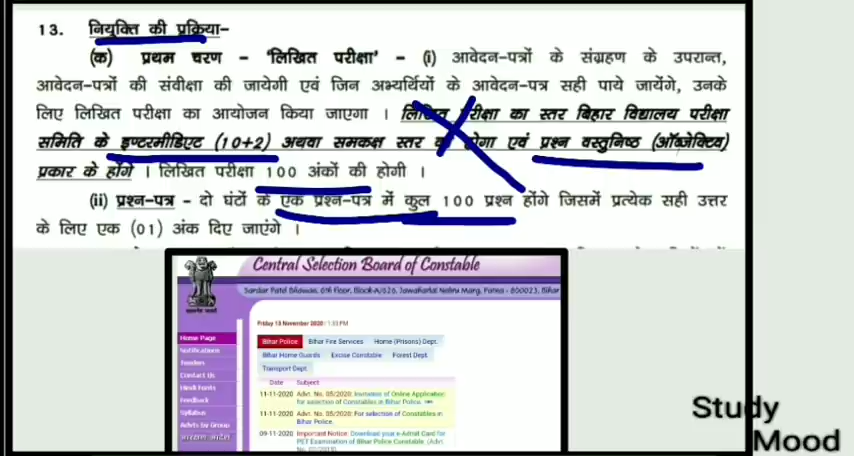 13. नियुक्ति की प्रक्रिया–
(क) प्रथम चरण – 'लिखित परीक्षा' – (i) आवेदन-पत्रों के संग्रहण के उपरान्त,
आवेदन-पत्रों की संवीक्षा की जायेगी एवं जिन अभ्यर्थियों के आवेदन-पत्र सही पाये जायेंगे, उनके
लिए लिखित परीक्षा का आयोजन किया जाएगा । लिखित परीक्षा का स्तर बिहार विद्यालय परीक्षा
समिति के इण्टरमीडिएट (10+2) अथवा समकक्ष स्तर का होगा एवं प्रश्न वस्तुनिष्ठ (ऑब्जेक्टिव)
प्रकार के होंगे । लिखित परीक्षा 100 अंकों की होगी ।
(ii) प्रश्न-पत्र – दो घंटों के एक प्रश्न-पत्र में कुल 100 प्रश्न होंगे जिसमें प्रत्येक सही उत्तर
के लिए एक (01) अंक दिए जाएंगे ।
Central Selection Board of Constable
Sardar Patel Bhawan, 6th Floor, Block-A/626, Jawaharlal Nehru Marg, Patna - 800023, Bihar
Friday 13 November 2020 | 1:33 PM
Home Page
Notifications
Tenders
Contact Us
Hindi Fonts
Feedback
Syllabus
Advts by Group
Bihar Police Bihar Fire Services Home (Prisons) Dept.
Bihar Home Guards Excise Constable Forest Dept
Transport Dept.
Date Subject
11-11-2020 Advt. No. 05/2020: Invitation of Online Application
for selection of Constables in Bihar Police.
11-11-2020 Advt. No. 05/2020: For selection of Constables in
Bihar Police.
09-11-2020 Important Notice: Download your e-Admit Card for
PET Examination of Bihar Police Constable. (Advt.
Study
Mood